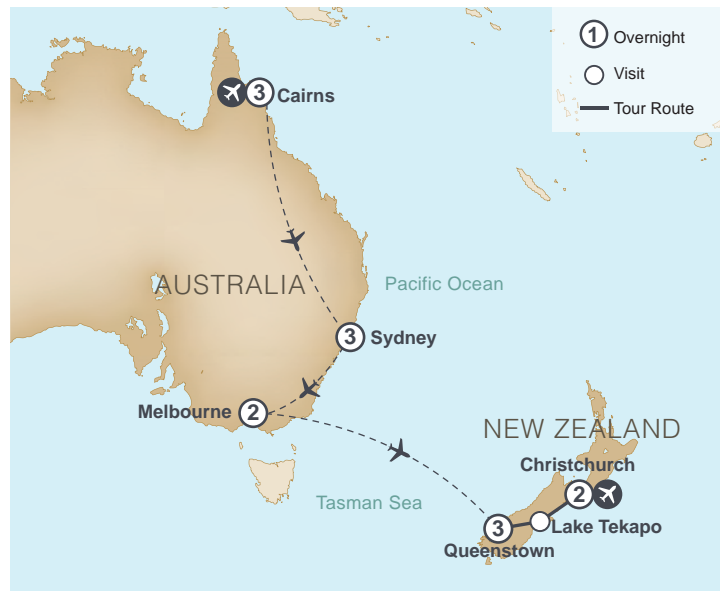 1 Overnight
Visit
Tour Route
3 Cairns
AUSTRALIA
Pacific Ocean
3 Sydney
Melbourne 2
NEW ZEALAND
Christchurch
2
Tasman Sea
3
Lake Tekapo
Queenstown